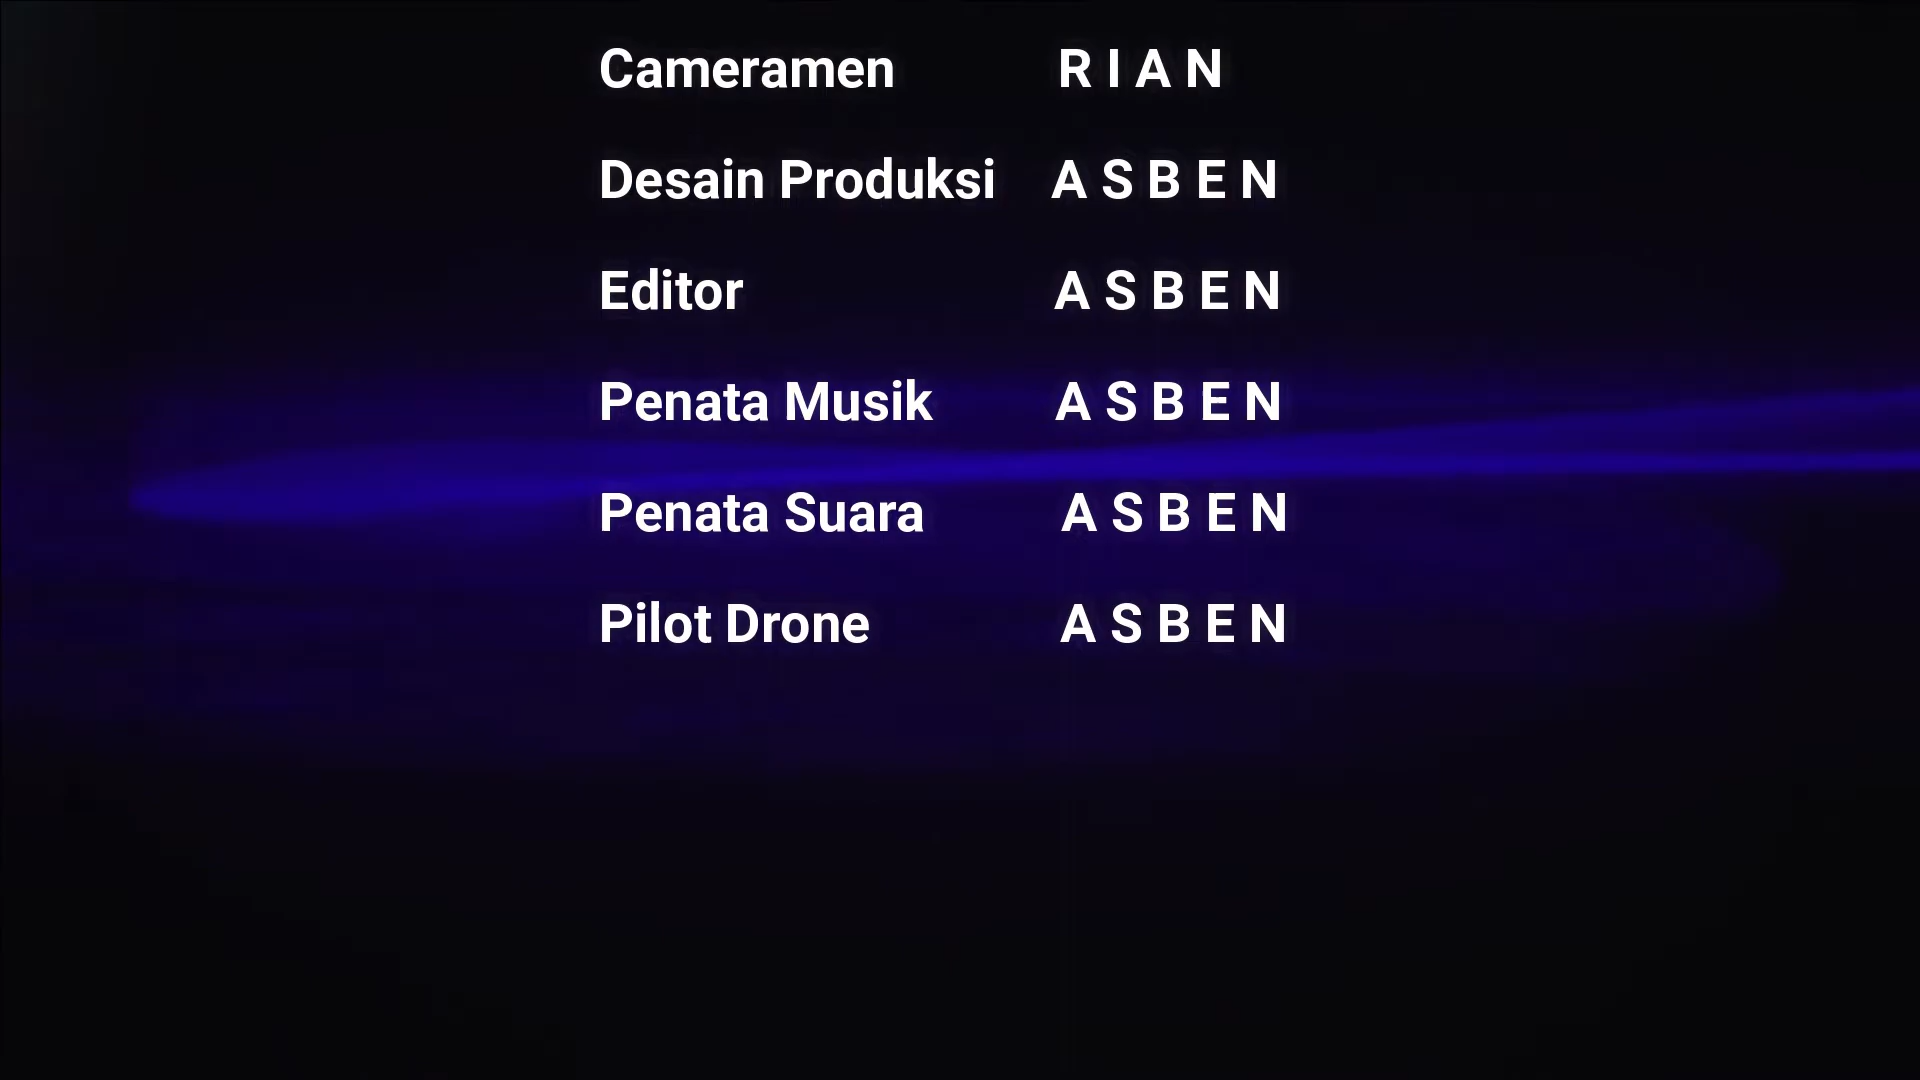 Cameramen R I A N
Desain Produksi A S B E N
Editor A S B E N
Penata Musik A S B E N
Penata Suara A S B E N
Pilot Drone A S B E N